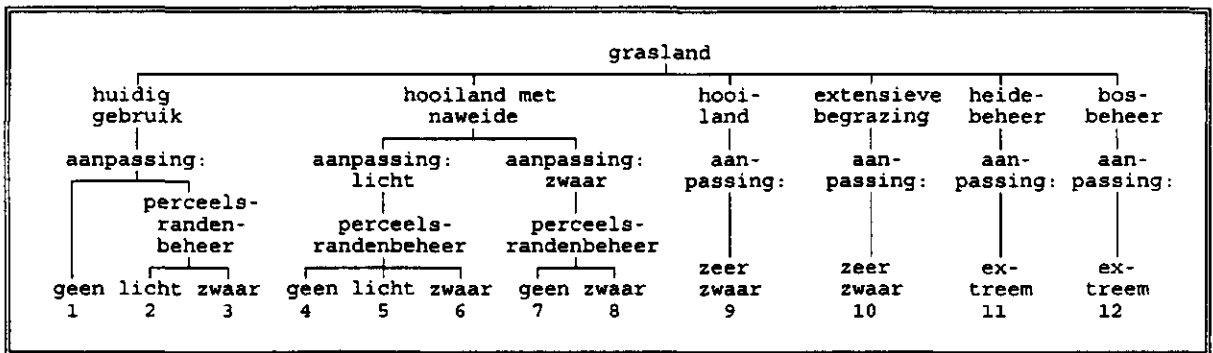 grasland
huidig hooiland met hooi- extensieve heide- bos-
gebruik naweide land begrazing beheer beheer
aanpassing: aanpassing: aanpassing: aan- aan- aan- aan-
licht zwaar passing: passing: passing: passing:
perceels-
randen- perceels- perceels-
beheer randenbeheer randenbeheer
zeer zeer ex- ex-
geen licht zwaar geen licht zwaar geen zwaar zwaar zwaar treem treem
1 2 3 4 5 6 7 8 9 10 11 12